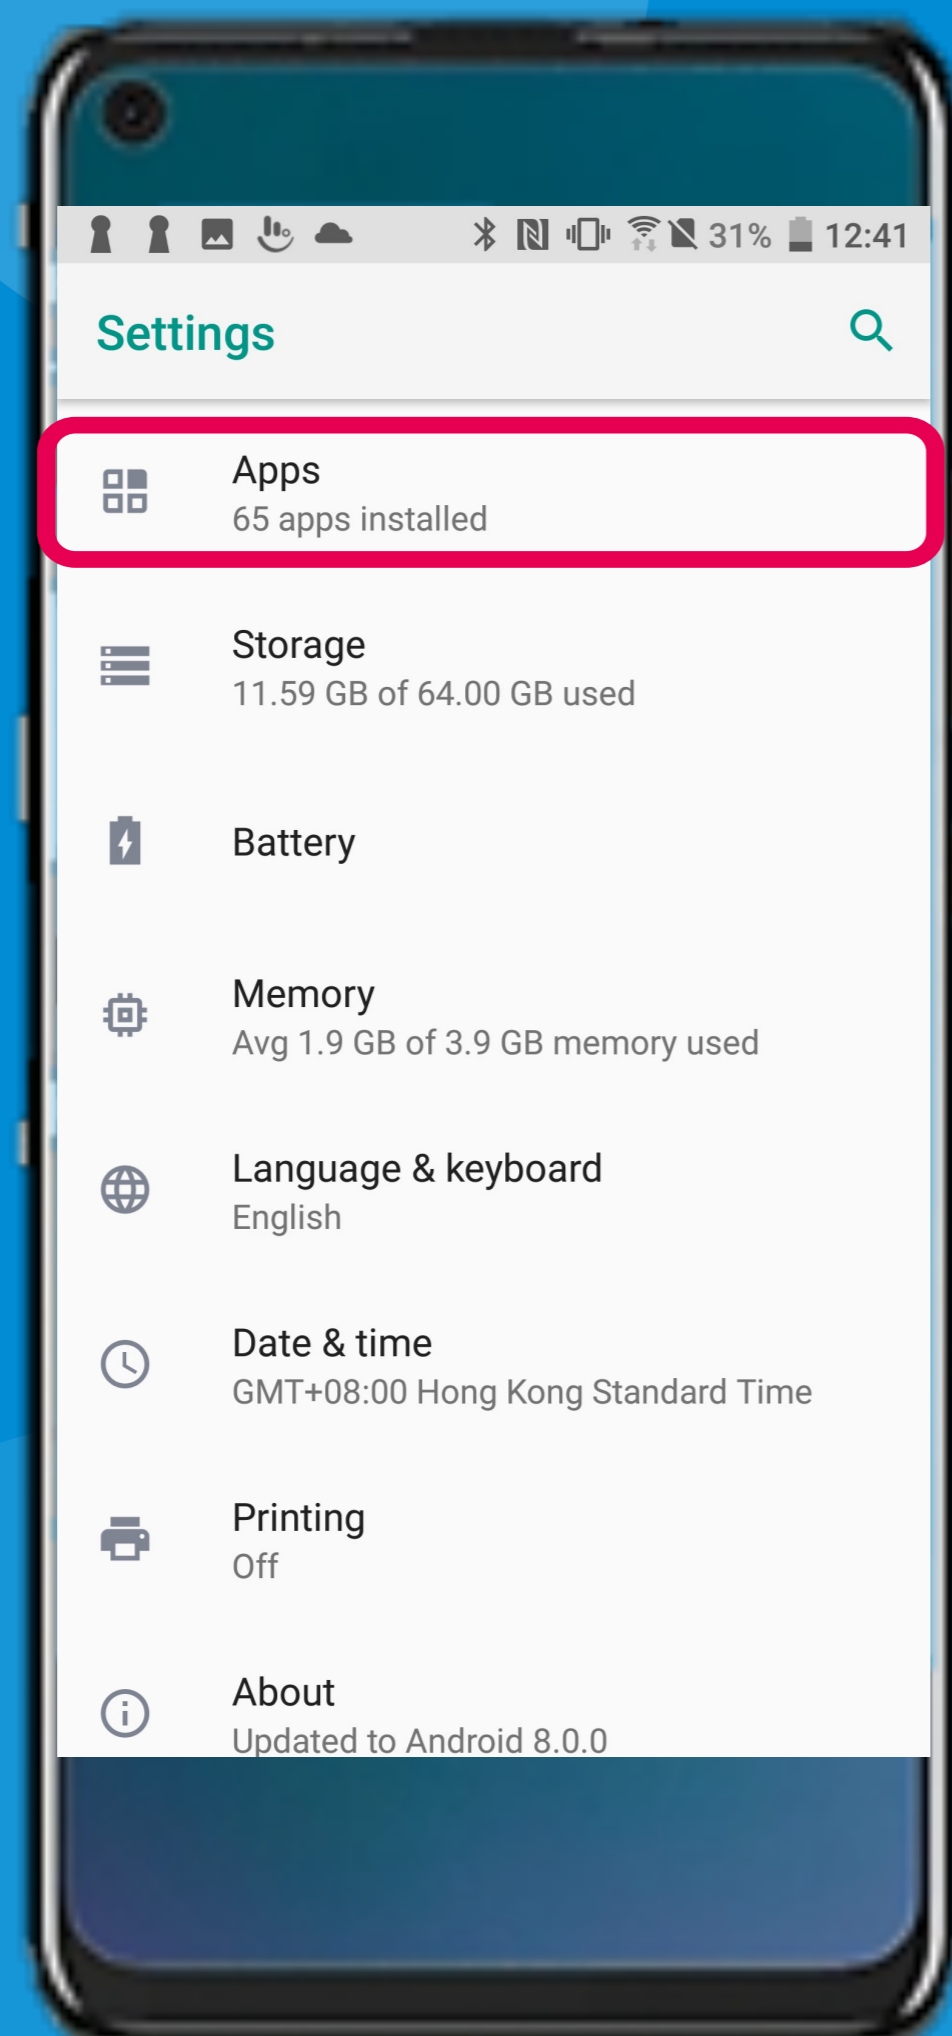 31% 12:41
Settings
Apps
65 apps installed
Storage
11.59 GB of 64.00 GB used
Battery
Memory
Avg 1.9 GB of 3.9 GB memory used
Language & keyboard
English
Date & time
GMT+08:00 Hong Kong Standard Time
Printing
Off
About
Updated to Android 8.0.0